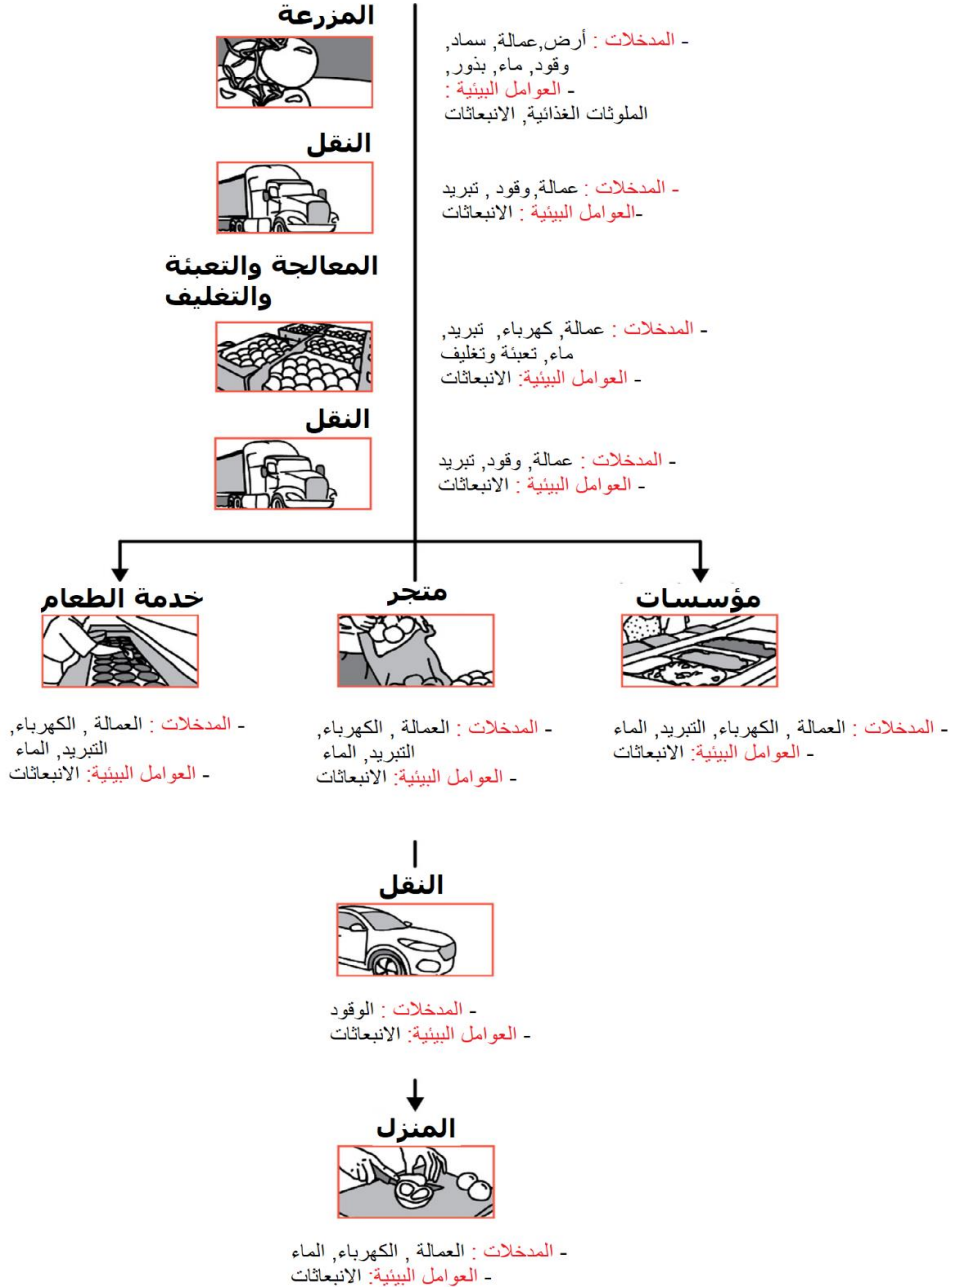 المزرعة
- المدخلات : أرض,عمالة, سماد,
وقود, ماء, بذور,
- العوامل البيئية :
الملوثات الغذائية, الانبعاثات
النقل
- المدخلات : عمالة,وقود , تبريد
-العوامل البيئية : الانبعاثات
المعالجة والتعبئة
والتغليف
- المدخلات : عمالة, كهرباء, تبريد,
ماء, تعبئة وتغليف
- العوامل البيئية: الانبعاثات
النقل
- المدخلات : عمالة, وقود, تبريد
- العوامل البيئية : الانبعاثات
مؤسسات
- المدخلات : العمالة , الكهرباء, التبريد, الماء
- العوامل البيئية: الانبعاثات
متجر
- المدخلات : العمالة , الكهرباء,
التبريد, الماء
- العوامل البيئية: الانبعاثات
خدمة الطعام
- المدخلات : العمالة , الكهرباء,
التبريد, الماء
- العوامل البيئية: الانبعاثات
النقل
- المدخلات : الوقود
- العوامل البيئية: الانبعاثات
المنزل
- المدخلات : العمالة , الكهرباء, الماء
- العوامل البيئية: الانبعاثات